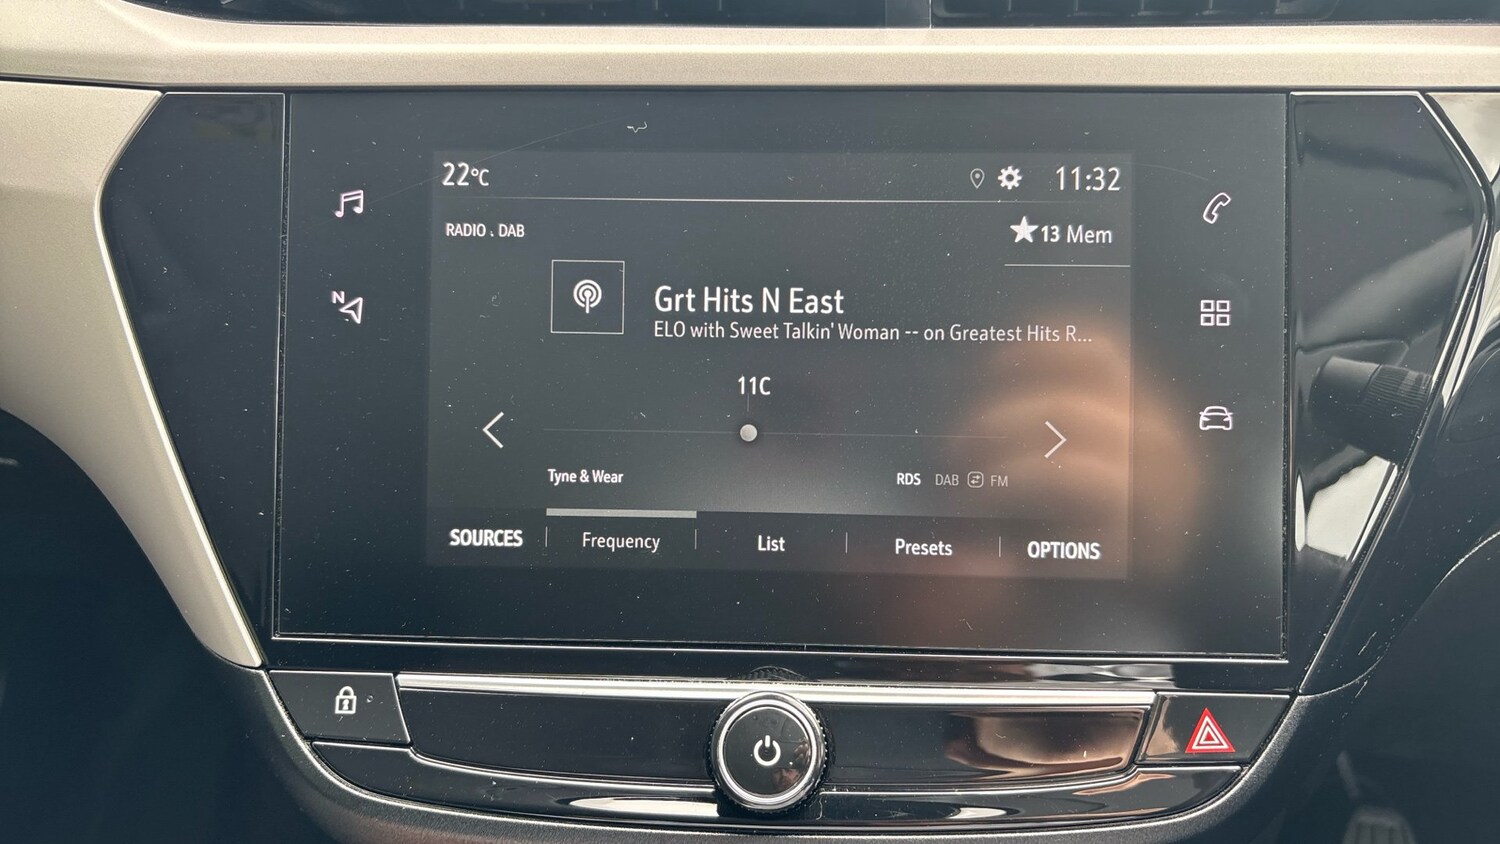 22°C
11:32
RADIO . DAB
13 Mem
Grt Hits N East
ELO with Sweet Talkin' Woman -- on Greatest Hits R...
11C
N
Tyne & Wear
RDS DAB FM
SOURCES
Frequency
List
Presets
OPTIONS